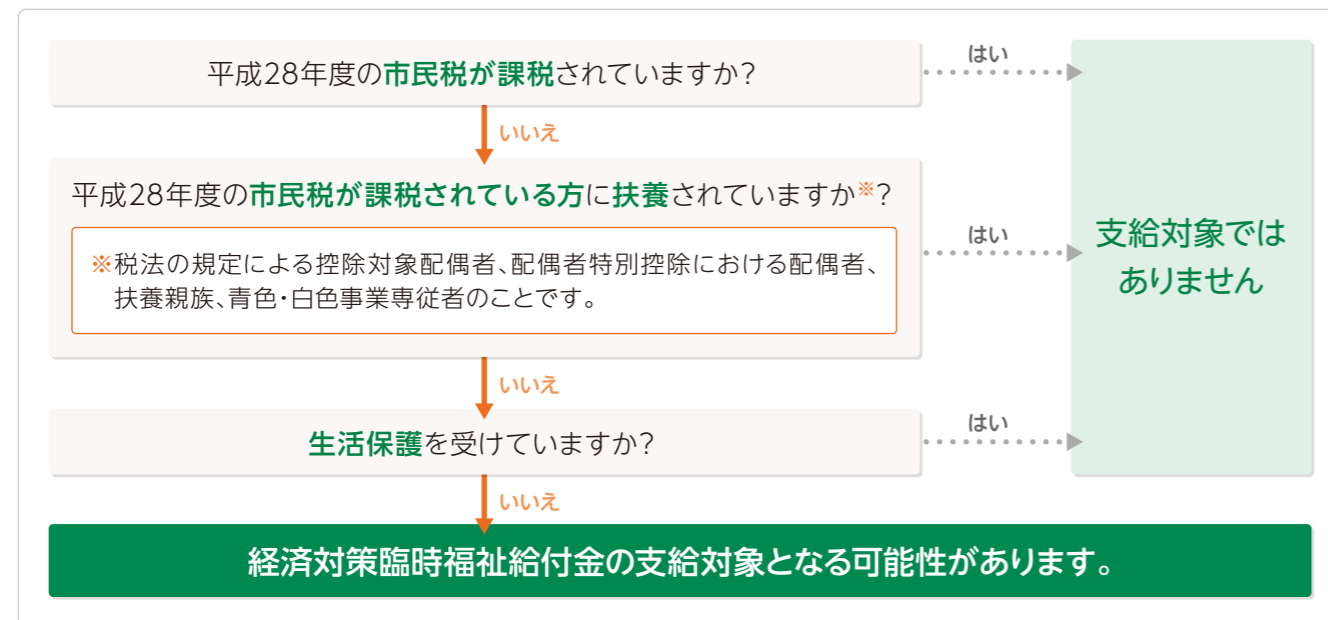 平成28年度の市民税が課税されていますか？
はい
いいえ
平成28年度の市民税が課税されている方に扶養されていますか※？
※税法の規定による控除対象配偶者、配偶者特別控除における配偶者、
扶養親族、青色・白色事業専従者のことです。
はい
いいえ
生活保護を受けていますか？
はい
いいえ
支給対象では
ありません
経済対策臨時福祉給付金の支給対象となる可能性があります。